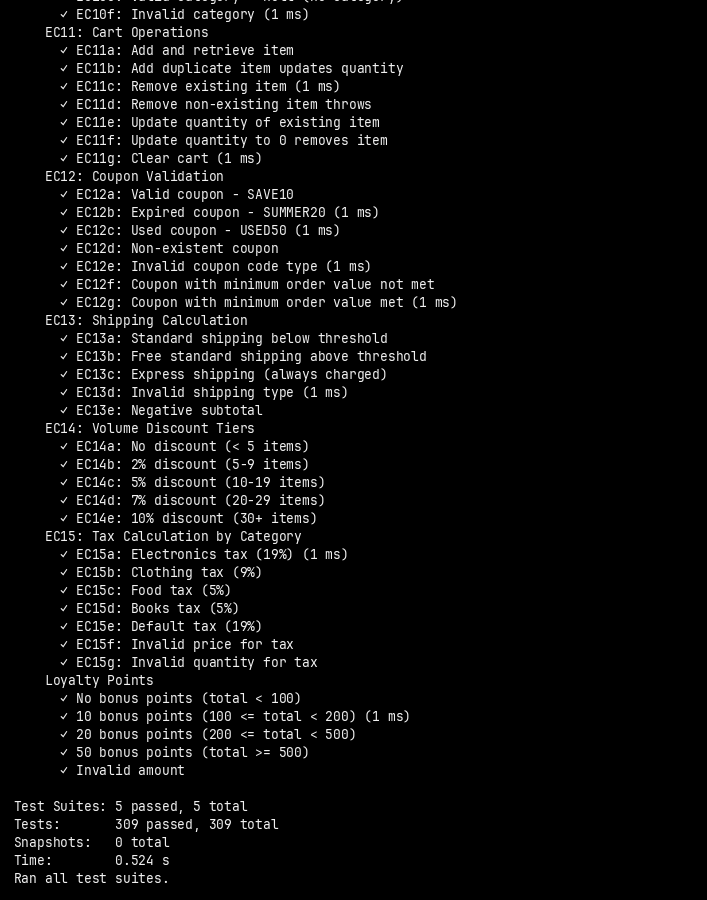 ✓ EC10f: Invalid category (1 ms)
EC11: Cart Operations
✓ EC11a: Add and retrieve item
✓ EC11b: Add duplicate item updates quantity
✓ EC11c: Remove existing item (1 ms)
✓ EC11d: Remove non-existing item throws
✓ EC11e: Update quantity of existing item
✓ EC11f: Update quantity to 0 removes item
✓ EC11g: Clear cart (1 ms)
EC12: Coupon Validation
✓ EC12a: Valid coupon - SAVE10
✓ EC12b: Expired coupon - SUMMER20 (1 ms)
✓ EC12c: Used coupon - USED50 (1 ms)
✓ EC12d: Non-existent coupon
✓ EC12e: Invalid coupon code type (1 ms)
✓ EC12f: Coupon with minimum order value not met
✓ EC12g: Coupon with minimum order value met (1 ms)
EC13: Shipping Calculation
✓ EC13a: Standard shipping below threshold
✓ EC13b: Free standard shipping above threshold
✓ EC13c: Express shipping (always charged)
✓ EC13d: Invalid shipping type (1 ms)
✓ EC13e: Negative subtotal
EC14: Volume Discount Tiers
✓ EC14a: No discount (< 5 items)
✓ EC14b: 2% discount (5-9 items)
✓ EC14c: 5% discount (10-19 items)
✓ EC14d: 7% discount (20-29 items)
✓ EC14e: 10% discount (30+ items)
EC15: Tax Calculation by Category
✓ EC15a: Electronics tax (19%) (1 ms)
✓ EC15b: Clothing tax (9%)
✓ EC15c: Food tax (5%)
✓ EC15d: Books tax (5%)
✓ EC15e: Default tax (19%)
✓ EC15f: Invalid price for tax
✓ EC15g: Invalid quantity for tax
Loyalty Points
✓ No bonus points (total < 100)
✓ 10 bonus points (100 <= total < 200) (1 ms)
✓ 20 bonus points (200 <= total < 500)
✓ 50 bonus points (total >= 500)
✓ Invalid amount
Test Suites: 5 passed, 5 total
Tests: 309 passed, 309 total
Snapshots: 0 total
Time: 0.524 s
Ran all test suites.